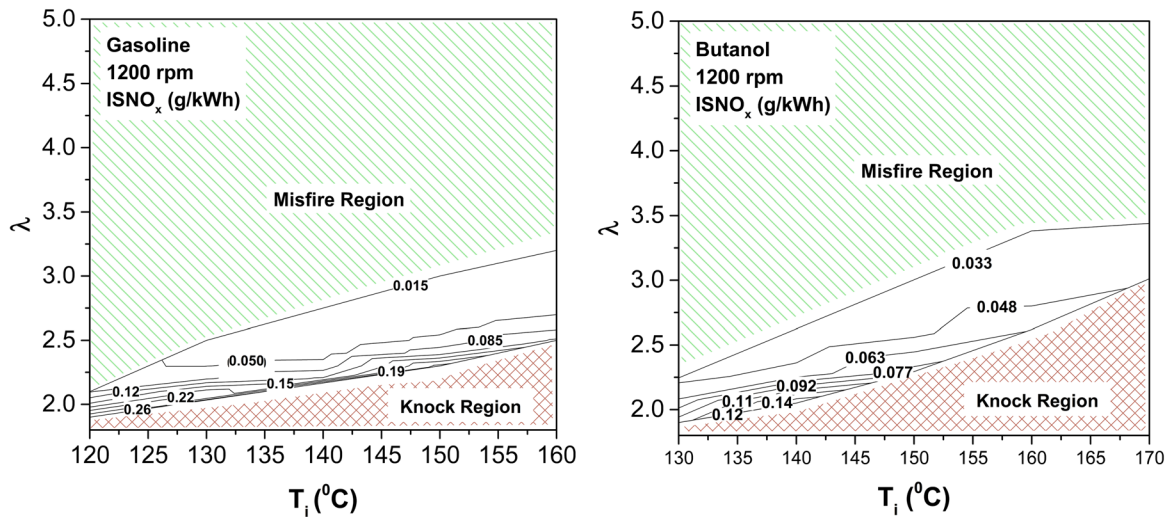 5.0
4.5
4.0
3.5
3.0
2.5
2.0
λ
Gasoline
1200 rpm
ISNOₓ (g/kWh)
Misfire Region
0.015
0.085
(0.050)
0.12
0.15
0.19
0.22
0.26
Knock Region
120 125 130 135 140 145 150 155 160
Tᵢ (⁰C)
5.0
4.5
4.0
3.5
3.0
2.5
2.0
λ
Butanol
1200 rpm
ISNOₓ (g/kWh)
Misfire Region
0.033
0.048
0.063
0.077
0.092
0.11
0.14
0.12
Knock Region
130 135 140 145 150 155 160 165 170
Tᵢ (⁰C)